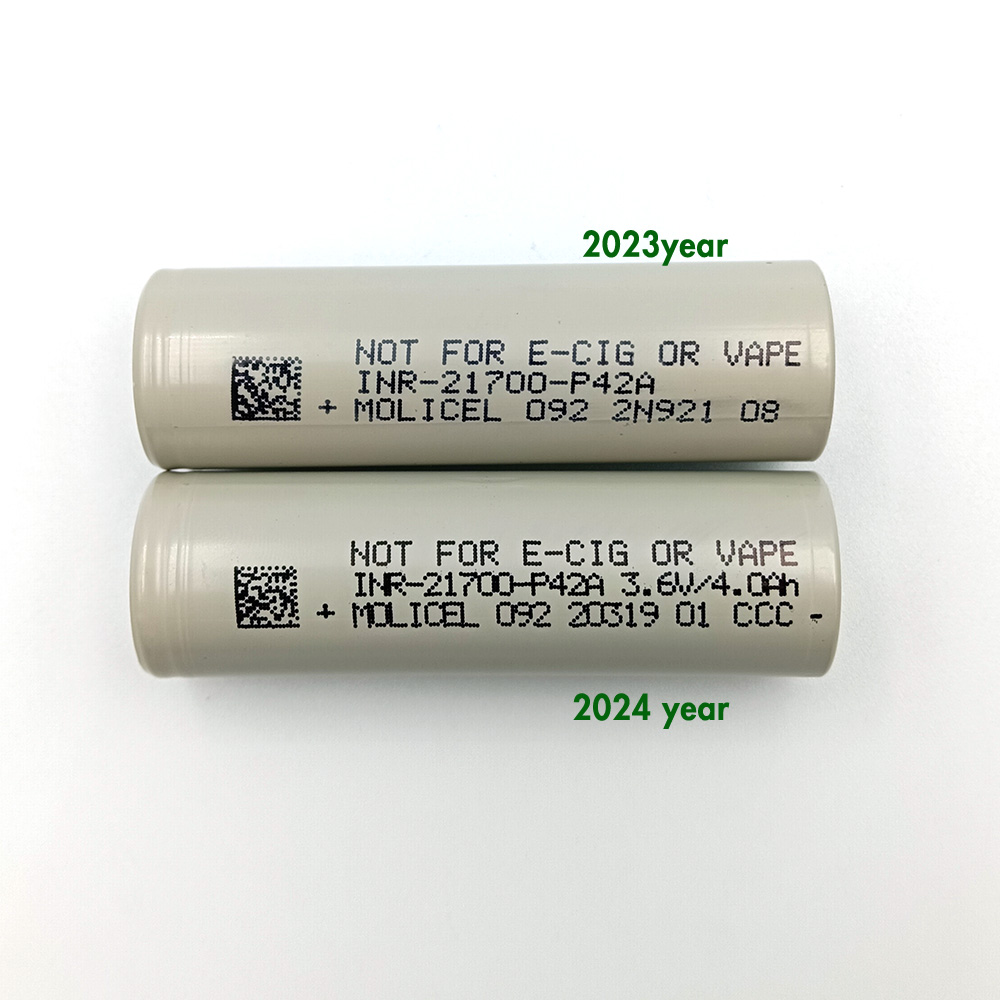 2023year
NOT FOR E-CIG OR VAPE
INR-21700-P42A
+ MOLICEL 092 2N921 08
NOT FOR E-CIG OR VAPE
INR-21700-P42A 3.6V/4.0Ah
+ MOLICEL 092 20319 01 CCC -
2024 year